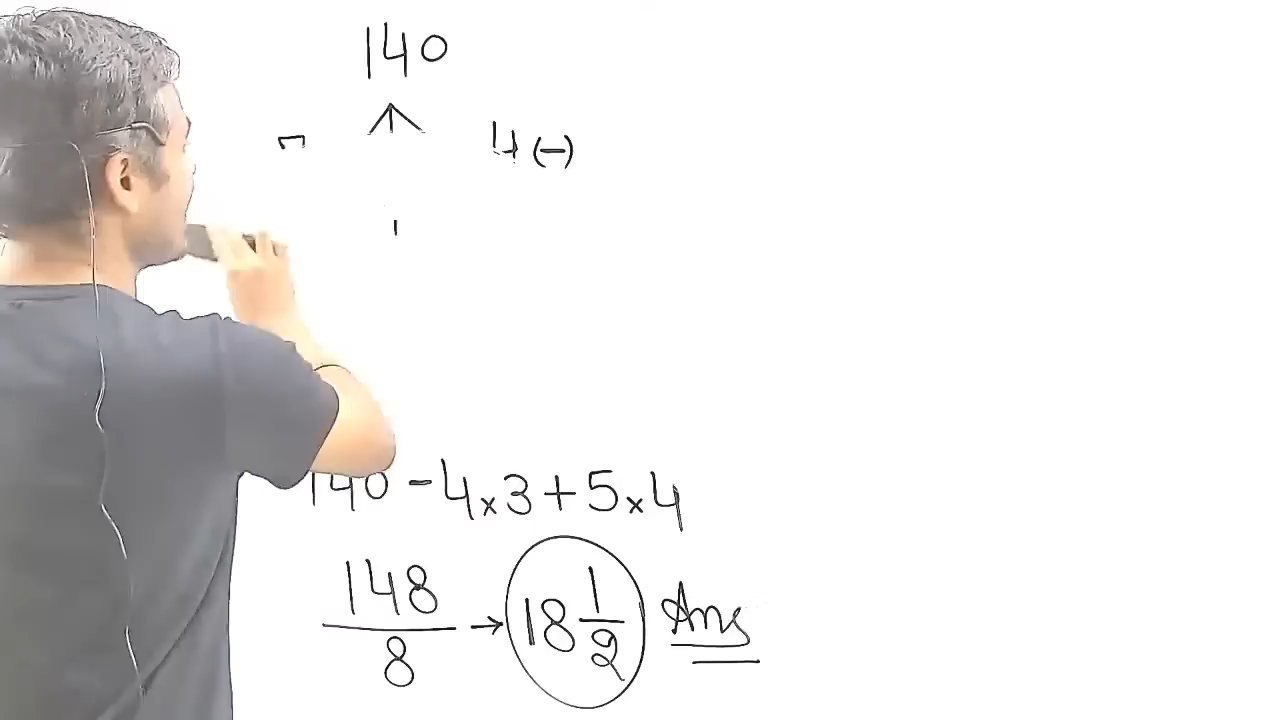 140
4 (-)
140 - 4 x 3 + 5 x 4
148
8
→ 18 1/2 Ans